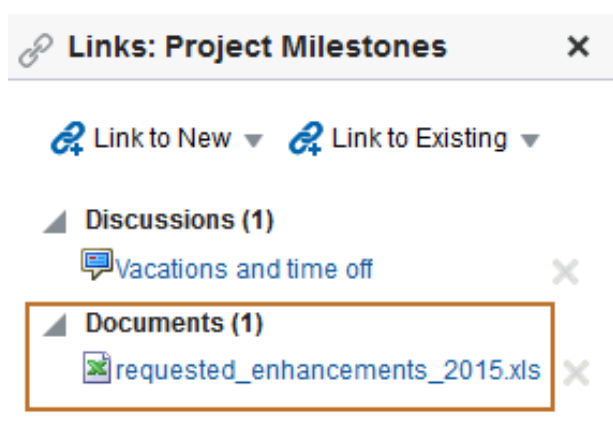 Links: Project Milestones
Link to New Link to Existing
Discussions (1)
Vacations and time off
Documents (1)
requested_enhancements_2015.xls